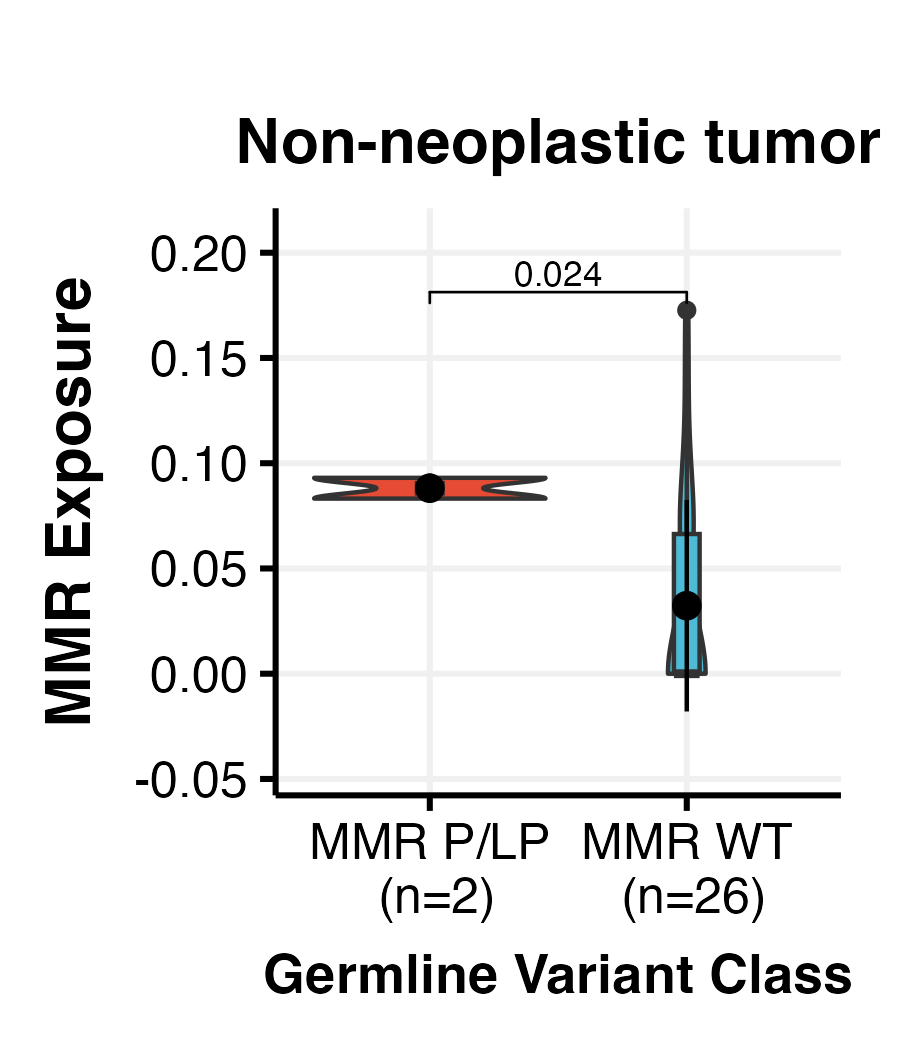 Non-neoplastic tumor
MMR Exposure
0.20
0.15
0.10
0.05
0.00
-0.05
0.024
MMR P/LP
(n=2)
MMR WT
(n=26)
Germline Variant Class